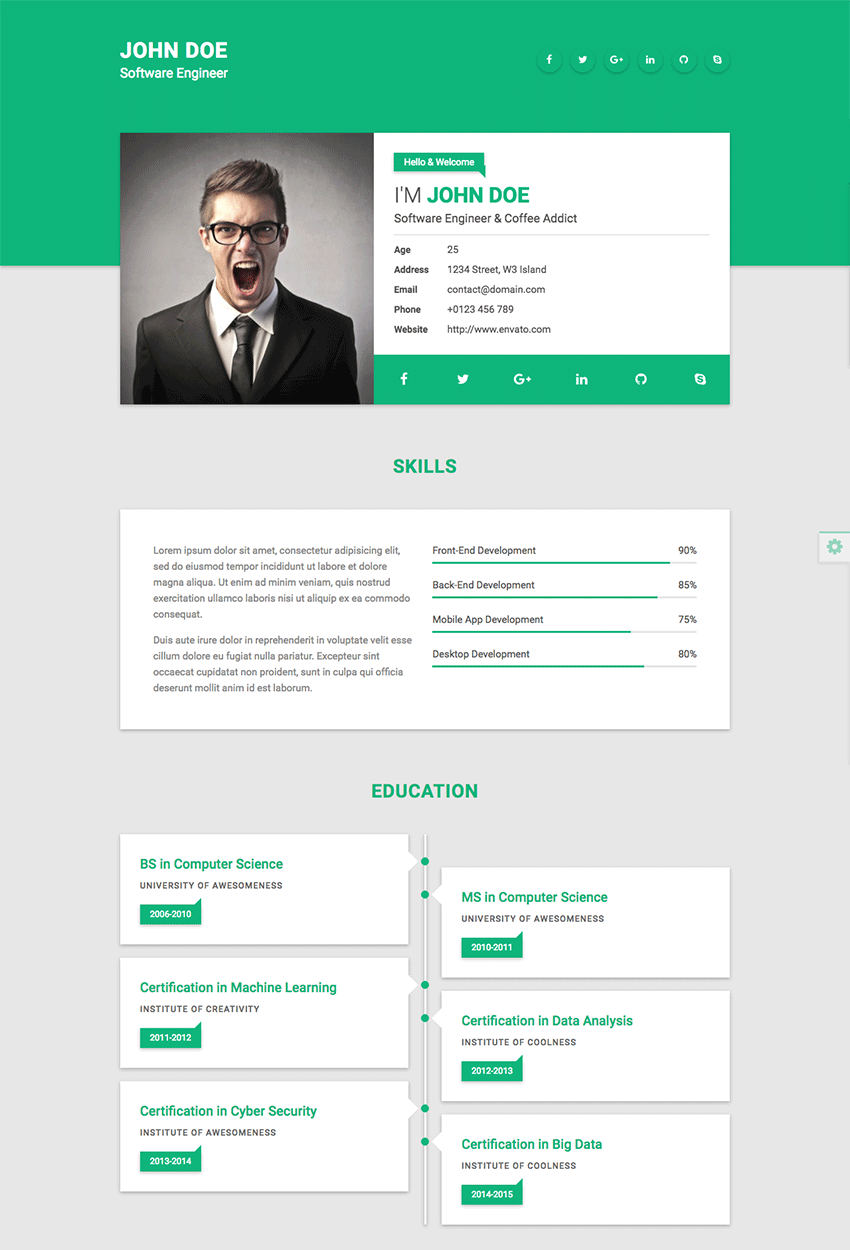 JOHN DOE
Software Engineer
Hello & Welcome
I'M JOHN DOE
Software Engineer & Coffee Addict
Age 25
Address 1234 Street, W3 Island
Email contact@domain.com
Phone +0123 456 789
Website http://www.envato.com
SKILLS
Lorem ipsum dolor sit amet, consectetur adipisicing elit,
sed do eiusmod tempor incididunt ut labore et dolore
magna aliqua. Ut enim ad minim veniam, quis nostrud
exercitation ullamco laboris nisi ut aliquip ex ea commodo
consequat.
Duis aute irure dolor in reprehenderit in voluptate velit esse
cillum dolore eu fugiat nulla pariatur. Excepteur sint
occaecat cupidatat non proident, sunt in culpa qui officia
deserunt mollit anim id est laborum.
Front-End Development 90%
Back-End Development 85%
Mobile App Development 75%
Desktop Development 80%
EDUCATION
BS in Computer Science
UNIVERSITY OF AWESOMENESS
2006-2010
MS in Computer Science
UNIVERSITY OF AWESOMENESS
2010-2011
Certification in Machine Learning
INSTITUTE OF CREATIVITY
2011-2012
Certification in Data Analysis
INSTITUTE OF COOLNESS
2012-2013
Certification in Cyber Security
INSTITUTE OF AWESOMENESS
2013-2014
Certification in Big Data
INSTITUTE OF COOLNESS
2014-2015